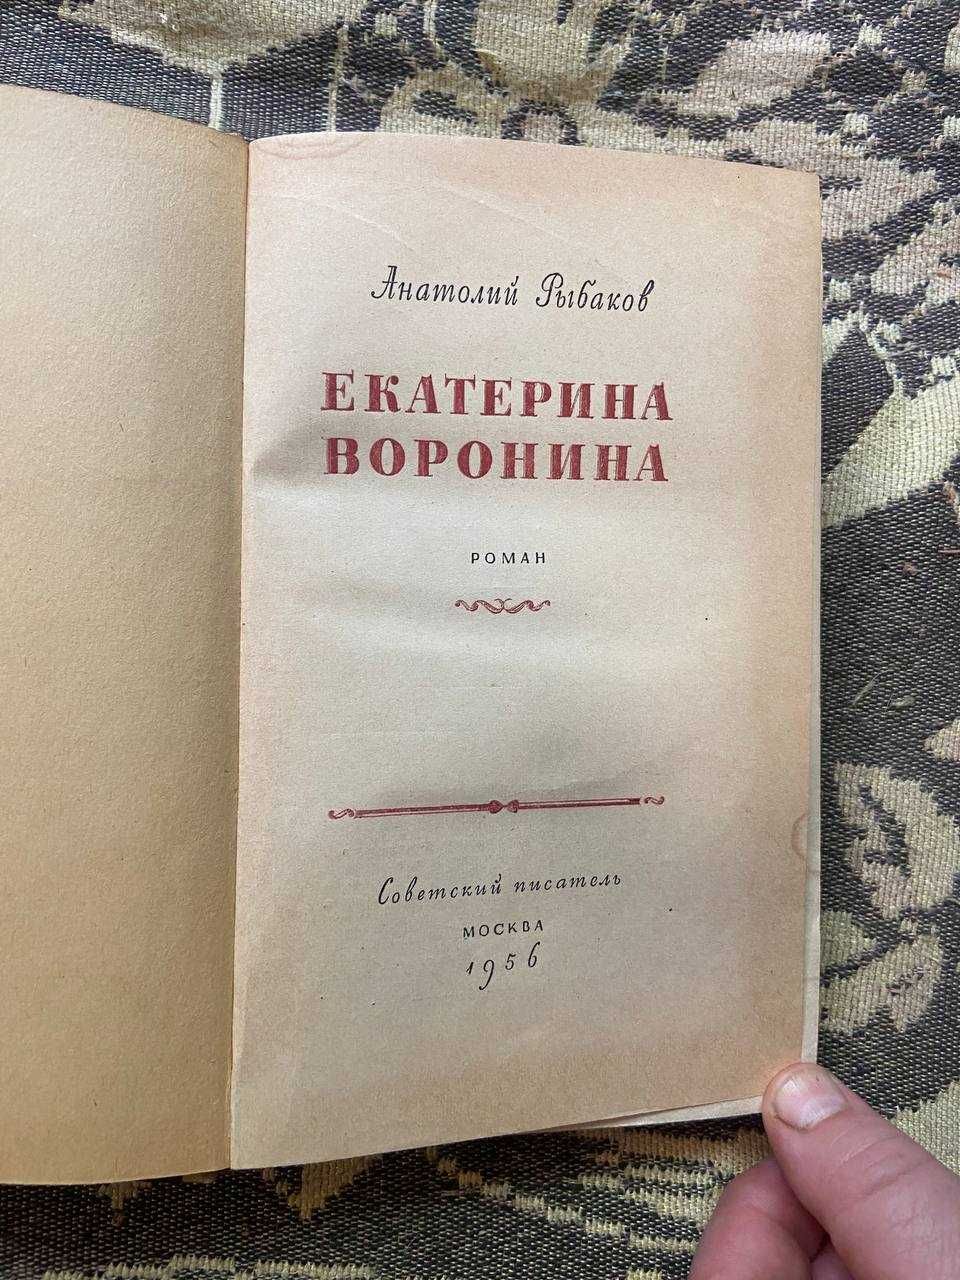 Анатолий Рыбаков
ЕКАТЕРИНА
ВОРОНИНА
РОМАН
Советский писатель
МОСКВА
1956